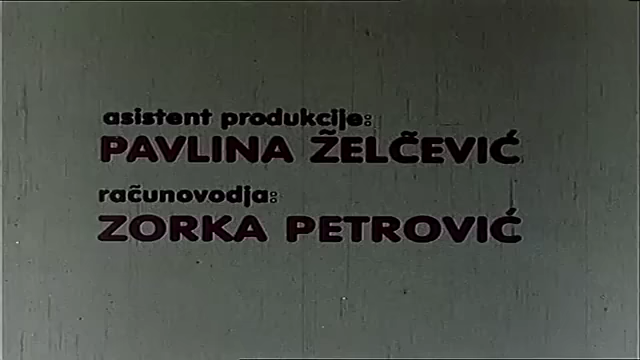 asistent produkcije:
PAVLINA ŽELČEVIĆ
računovodja:
ZORKA PETROVIĆ